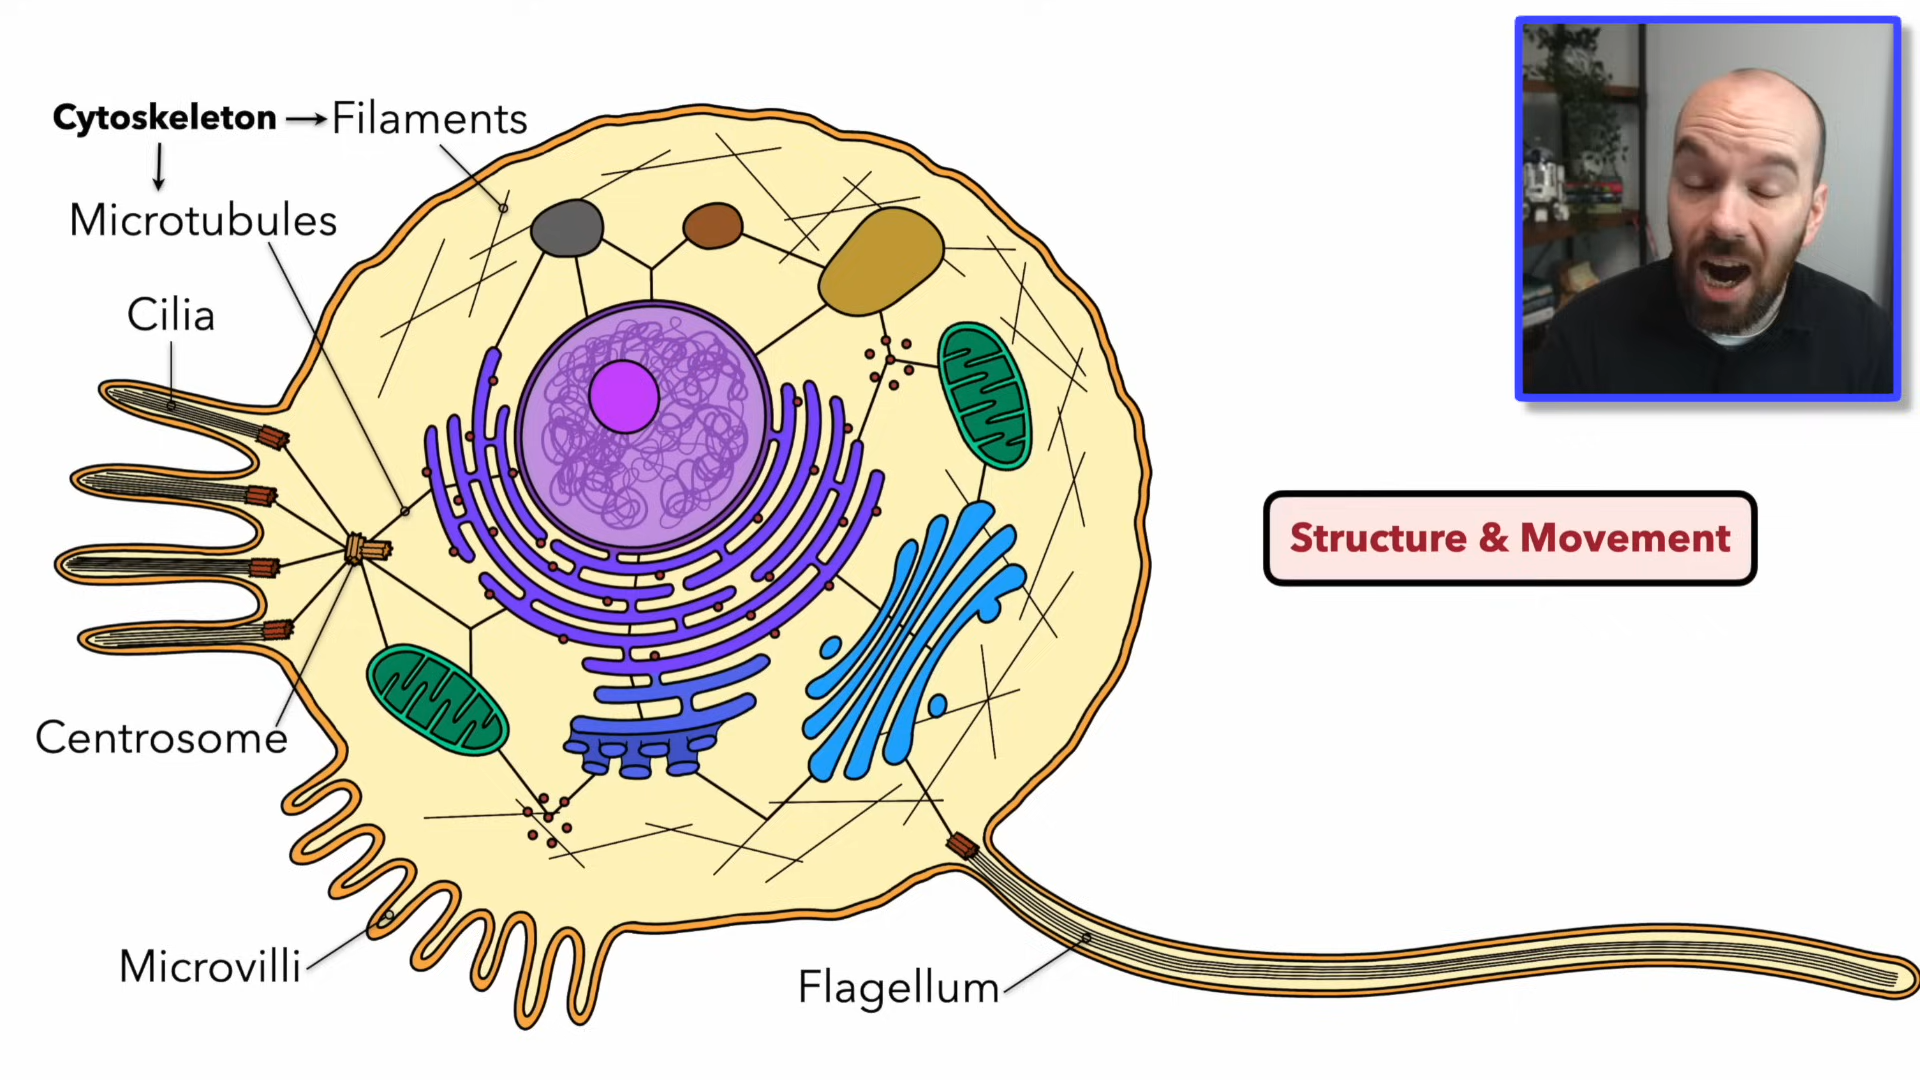 Cytoskeleton → Filaments
Microtubules
Cilia
Structure & Movement
Centrosome
Microvilli
Flagellum